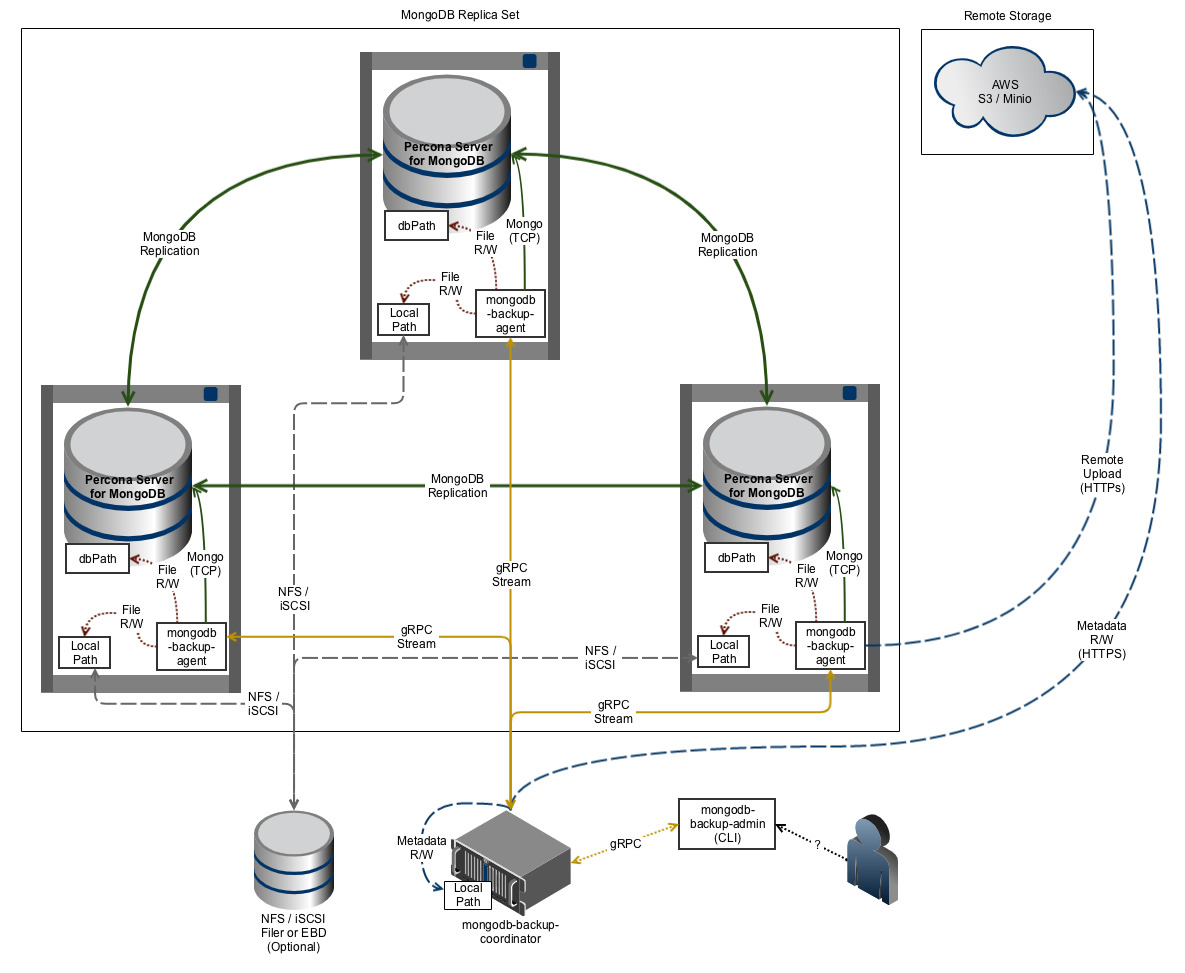 MongoDB Replica Set
Remote Storage
AWS
S3 / Minio
Percona Server
for MongoDB
dbPath
File
R/W
Mongo
(TCP)
File
R/W
Local
Path
mongodb
-backup-
agent
MongoDB
Replication
MongoDB
Replication
Percona Server
for MongoDB
dbPath
File
R/W
Mongo
(TCP)
File
R/W
Local
Path
mongodb
-backup-
agent
MongoDB
Replication
Percona Server
for MongoDB
dbPath
File
R/W
Mongo
(TCP)
File
R/W
Local
Path
mongodb
-backup-
agent
Remote
Upload
(HTTPs)
Metadata
R/W
(HTTPS)
gRPC
Stream
NFS /
iSCSI
gRPC
Stream
NFS /
iSCSI
NFS /
iSCSI
gRPC
Stream
NFS / iSCSI
Filer or EBD
(Optional)
Metadata
R/W
Local
Path
mongodb-backup-
coordinator
gRPC
mongodb-
backup-admin
(CLI)
?